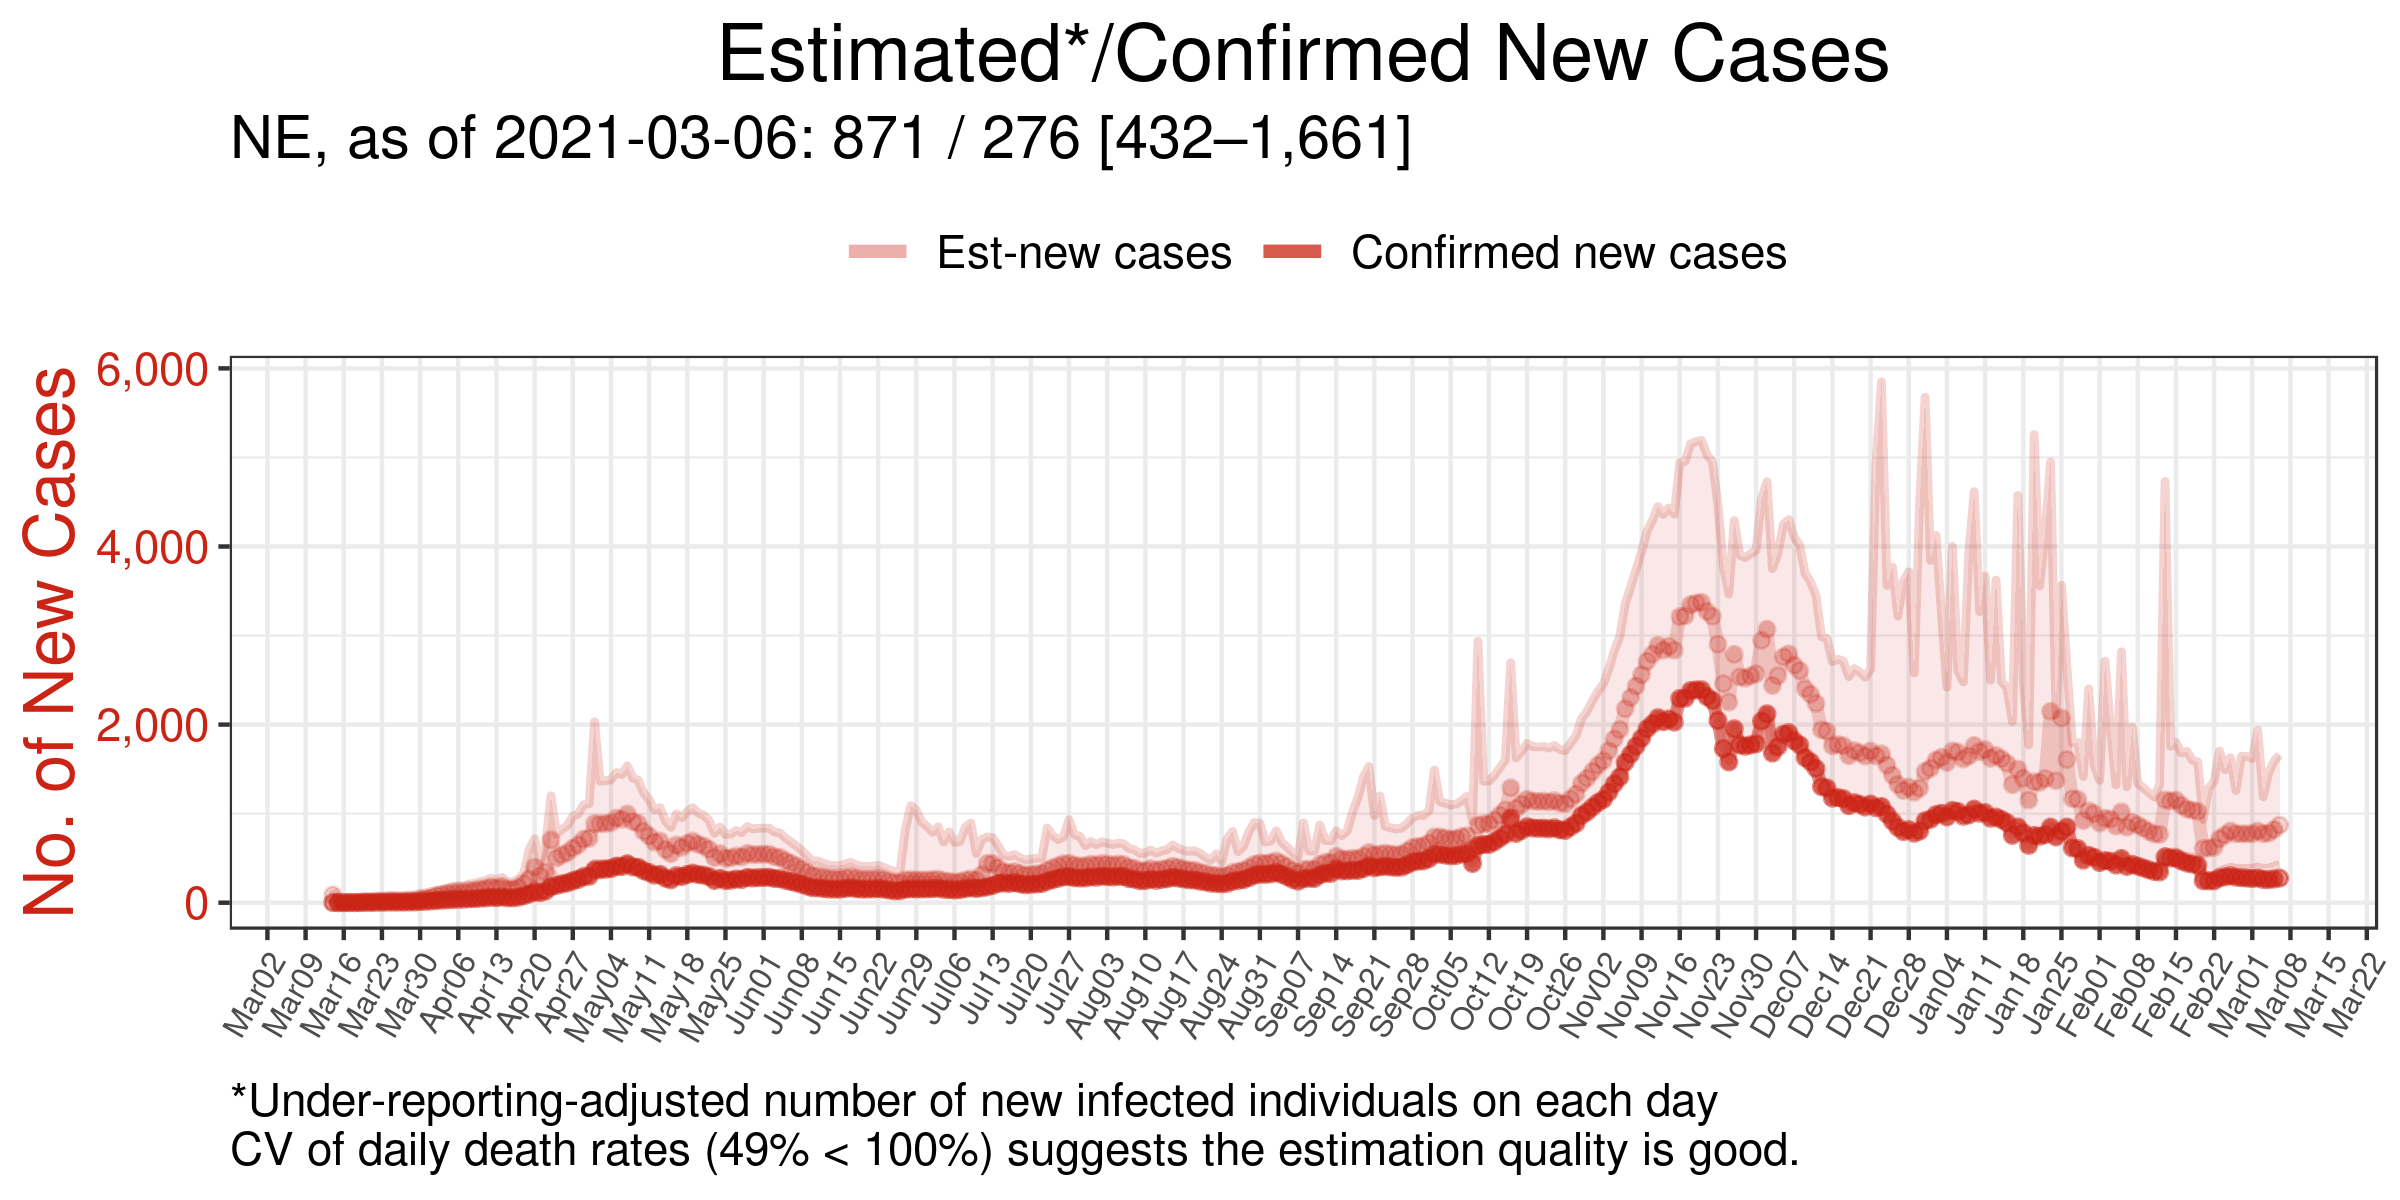 Estimated*/Confirmed New Cases
NE, as of 2021-03-06: 871 / 276 [432–1,661]
Est-new cases Confirmed new cases
No. of New Cases
6,000
4,000
2,000
0
Mar02 Mar09 Mar16 Mar23 Mar30 Apr06 Apr13 Apr20 Apr27 May04 May11 May18 May25 Jun01 Jun08 Jun15 Jun22 Jun29 Jul06 Jul13 Jul20 Jul27 Aug03 Aug10 Aug17 Aug24 Aug31 Sep07 Sep14 Sep21 Sep28 Oct05 Oct12 Oct19 Oct26 Nov02 Nov09 Nov16 Nov23 Nov30 Dec07 Dec14 Dec21 Dec28 Jan04 Jan11 Jan18 Jan25 Feb01 Feb08 Feb15 Feb22 Mar01 Mar08 Mar15 Mar22
*Under-reporting-adjusted number of new infected individuals on each day
CV of daily death rates (49% < 100%) suggests the estimation quality is good.